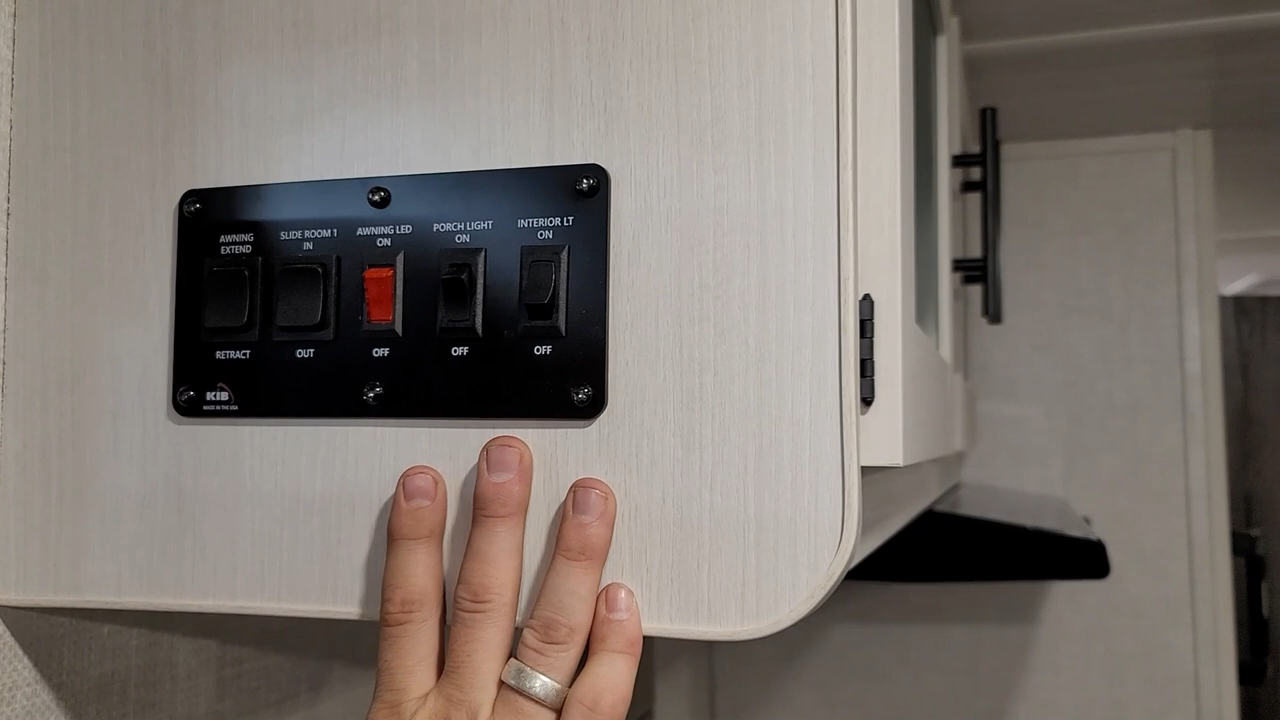 AWNING
EXTEND
SLIDE ROOM 1
IN
AWNING LED
ON
PORCH LIGHT
ON
INTERIOR LT
ON
RETRACT
OUT
OFF
OFF
OFF
KIB
MADE IN THE USA